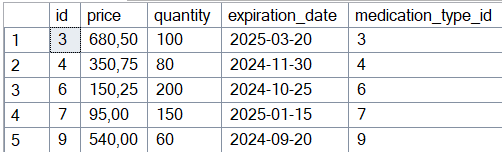 id price quantity expiration_date medication_type_id
1 3 680,50 100 2025-03-20 3
2 4 350,75 80 2024-11-30 4
3 6 150,25 200 2024-10-25 6
4 7 95,00 150 2025-01-15 7
5 9 540,00 60 2024-09-20 9